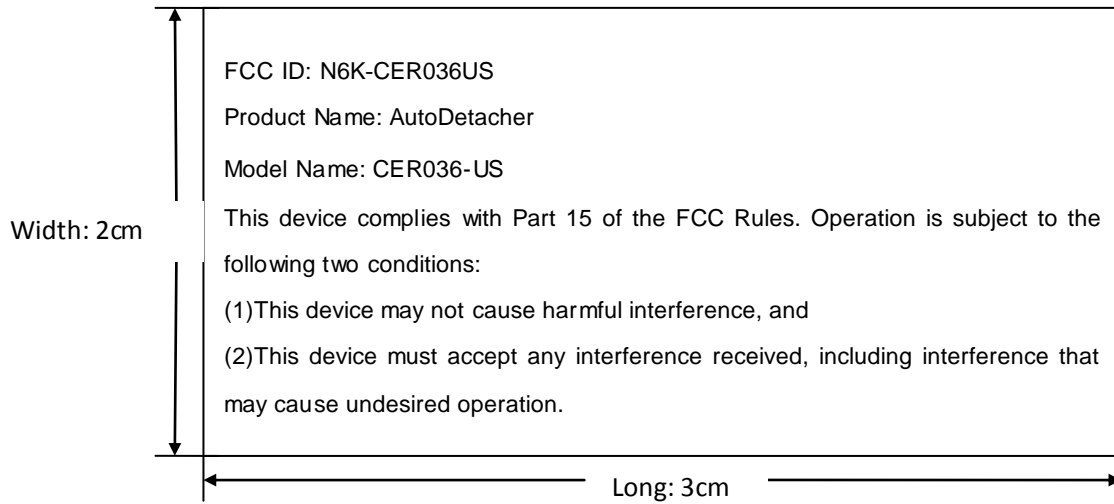 FCC ID: N6K-CER036US
Product Name: AutoDetacher
Model Name: CER036-US
Width: 2cm
This device complies with Part 15 of the FCC Rules. Operation is subject to the
following two conditions:
(1)This device may not cause harmful interference, and
(2)This device must accept any interference received, including interference that
may cause undesired operation.
Long: 3cm